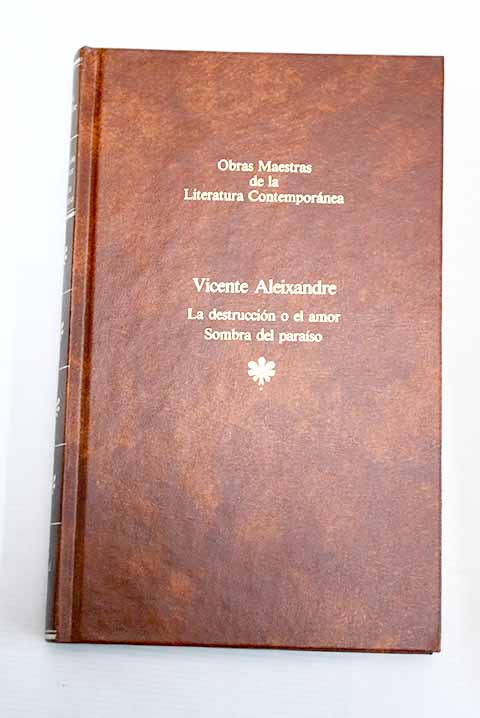 Obras Maestras
de la
Literatura Contemporánea
Vicente Aleixandre
La destrucción o el amor
Sombra del paraíso